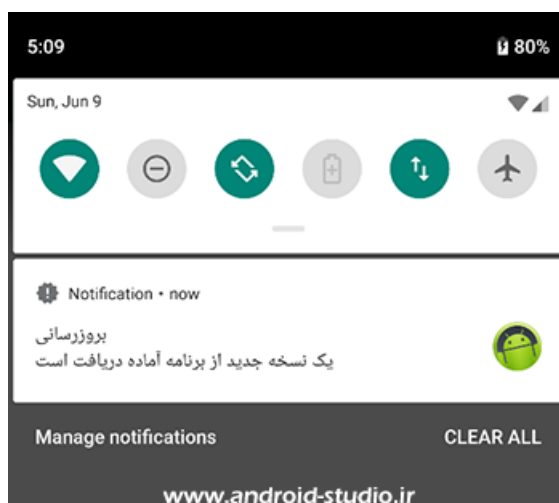 5:09 80%
Sun, Jun 9
Notification • now
بروزرسانی
یک نسخه جدید از برنامه آماده دریافت است
Manage notifications CLEAR ALL
www.android-studio.ir